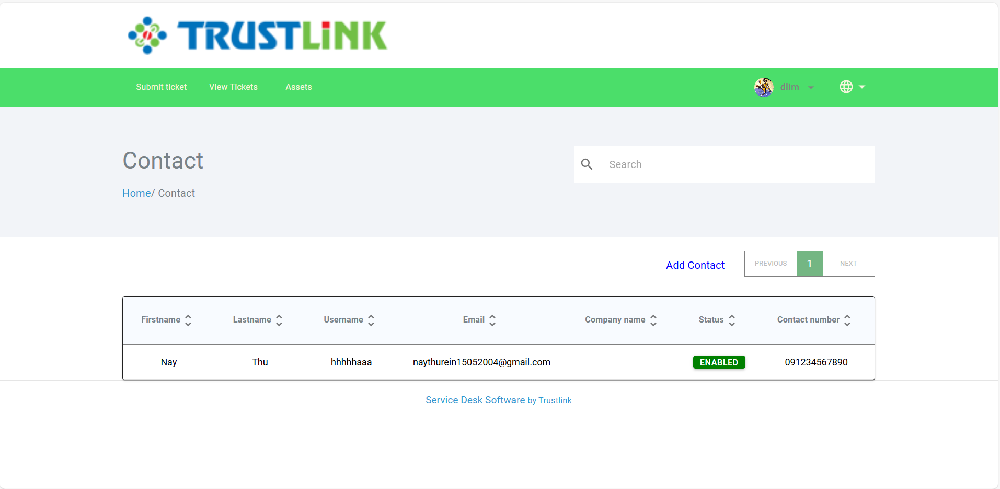 TRUSTLiNK
Submit ticket View Tickets Assets dlim
Contact
Search
Home/ Contact
Add Contact PREVIOUS 1 NEXT
Firstname Lastname Username Email Company name Status Contact number
Nay Thu hhhhhaaa naythurein15052004@gmail.com ENABLED 091234567890
Service Desk Software by Trustlink